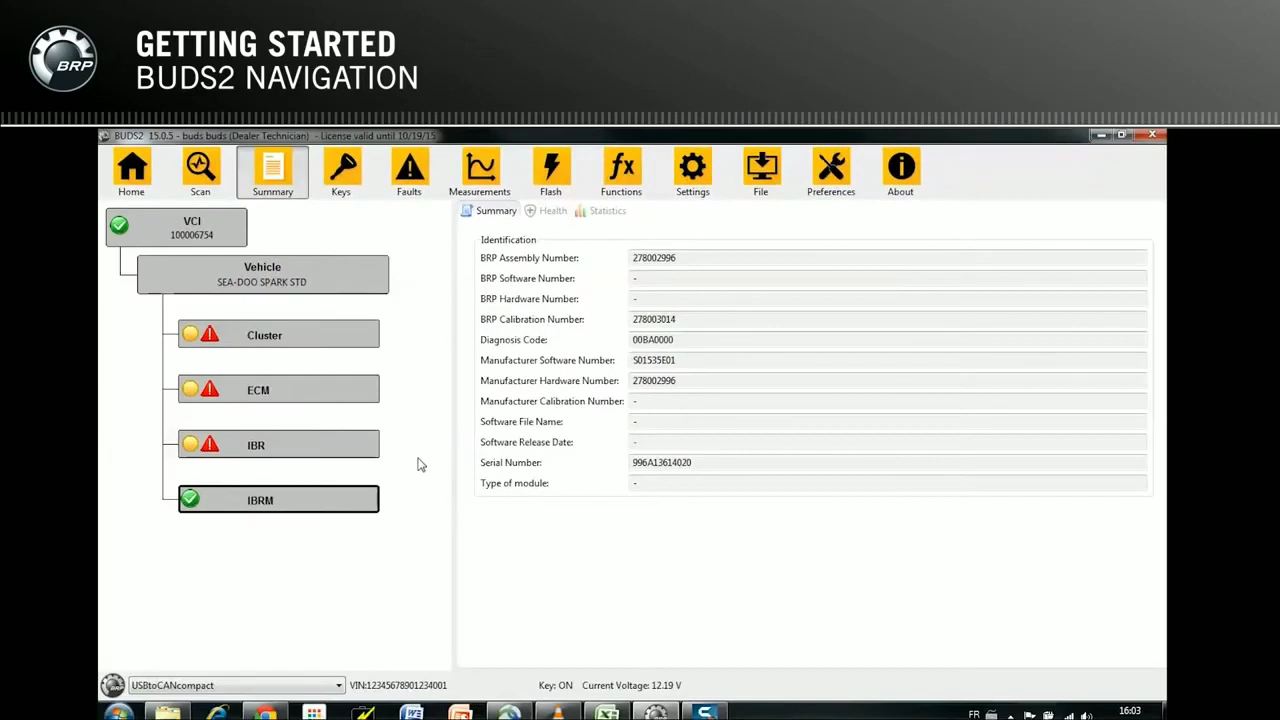 BRP
GETTING STARTED
BUDS2 NAVIGATION
BUDS2 15.0.5 - buds buds (Dealer Technician) - License valid until 10/19/15
Home
Scan
Summary
Keys
Faults
Measurements
fx
Flash
Functions
Settings
File
Preferences
About
VCI
100006754
Vehicle
SEA-DOO SPARK STD
Cluster
ECM
IBR
IBRM
Summary
Health
Statistics
Identification
BRP Assembly Number: 278002996
BRP Software Number: -
BRP Hardware Number: -
BRP Calibration Number: 278003014
Diagnosis Code: 00BA0000
Manufacturer Software Number: S01535E01
Manufacturer Hardware Number: 278002996
Manufacturer Calibration Number: -
Software File Name: -
Software Release Date: -
Serial Number: 996A13614020
Type of module: -
USBtoCANcompact
VIN:12345678901234001
Key: ON
Current Voltage: 12.19 V
FR
16:03